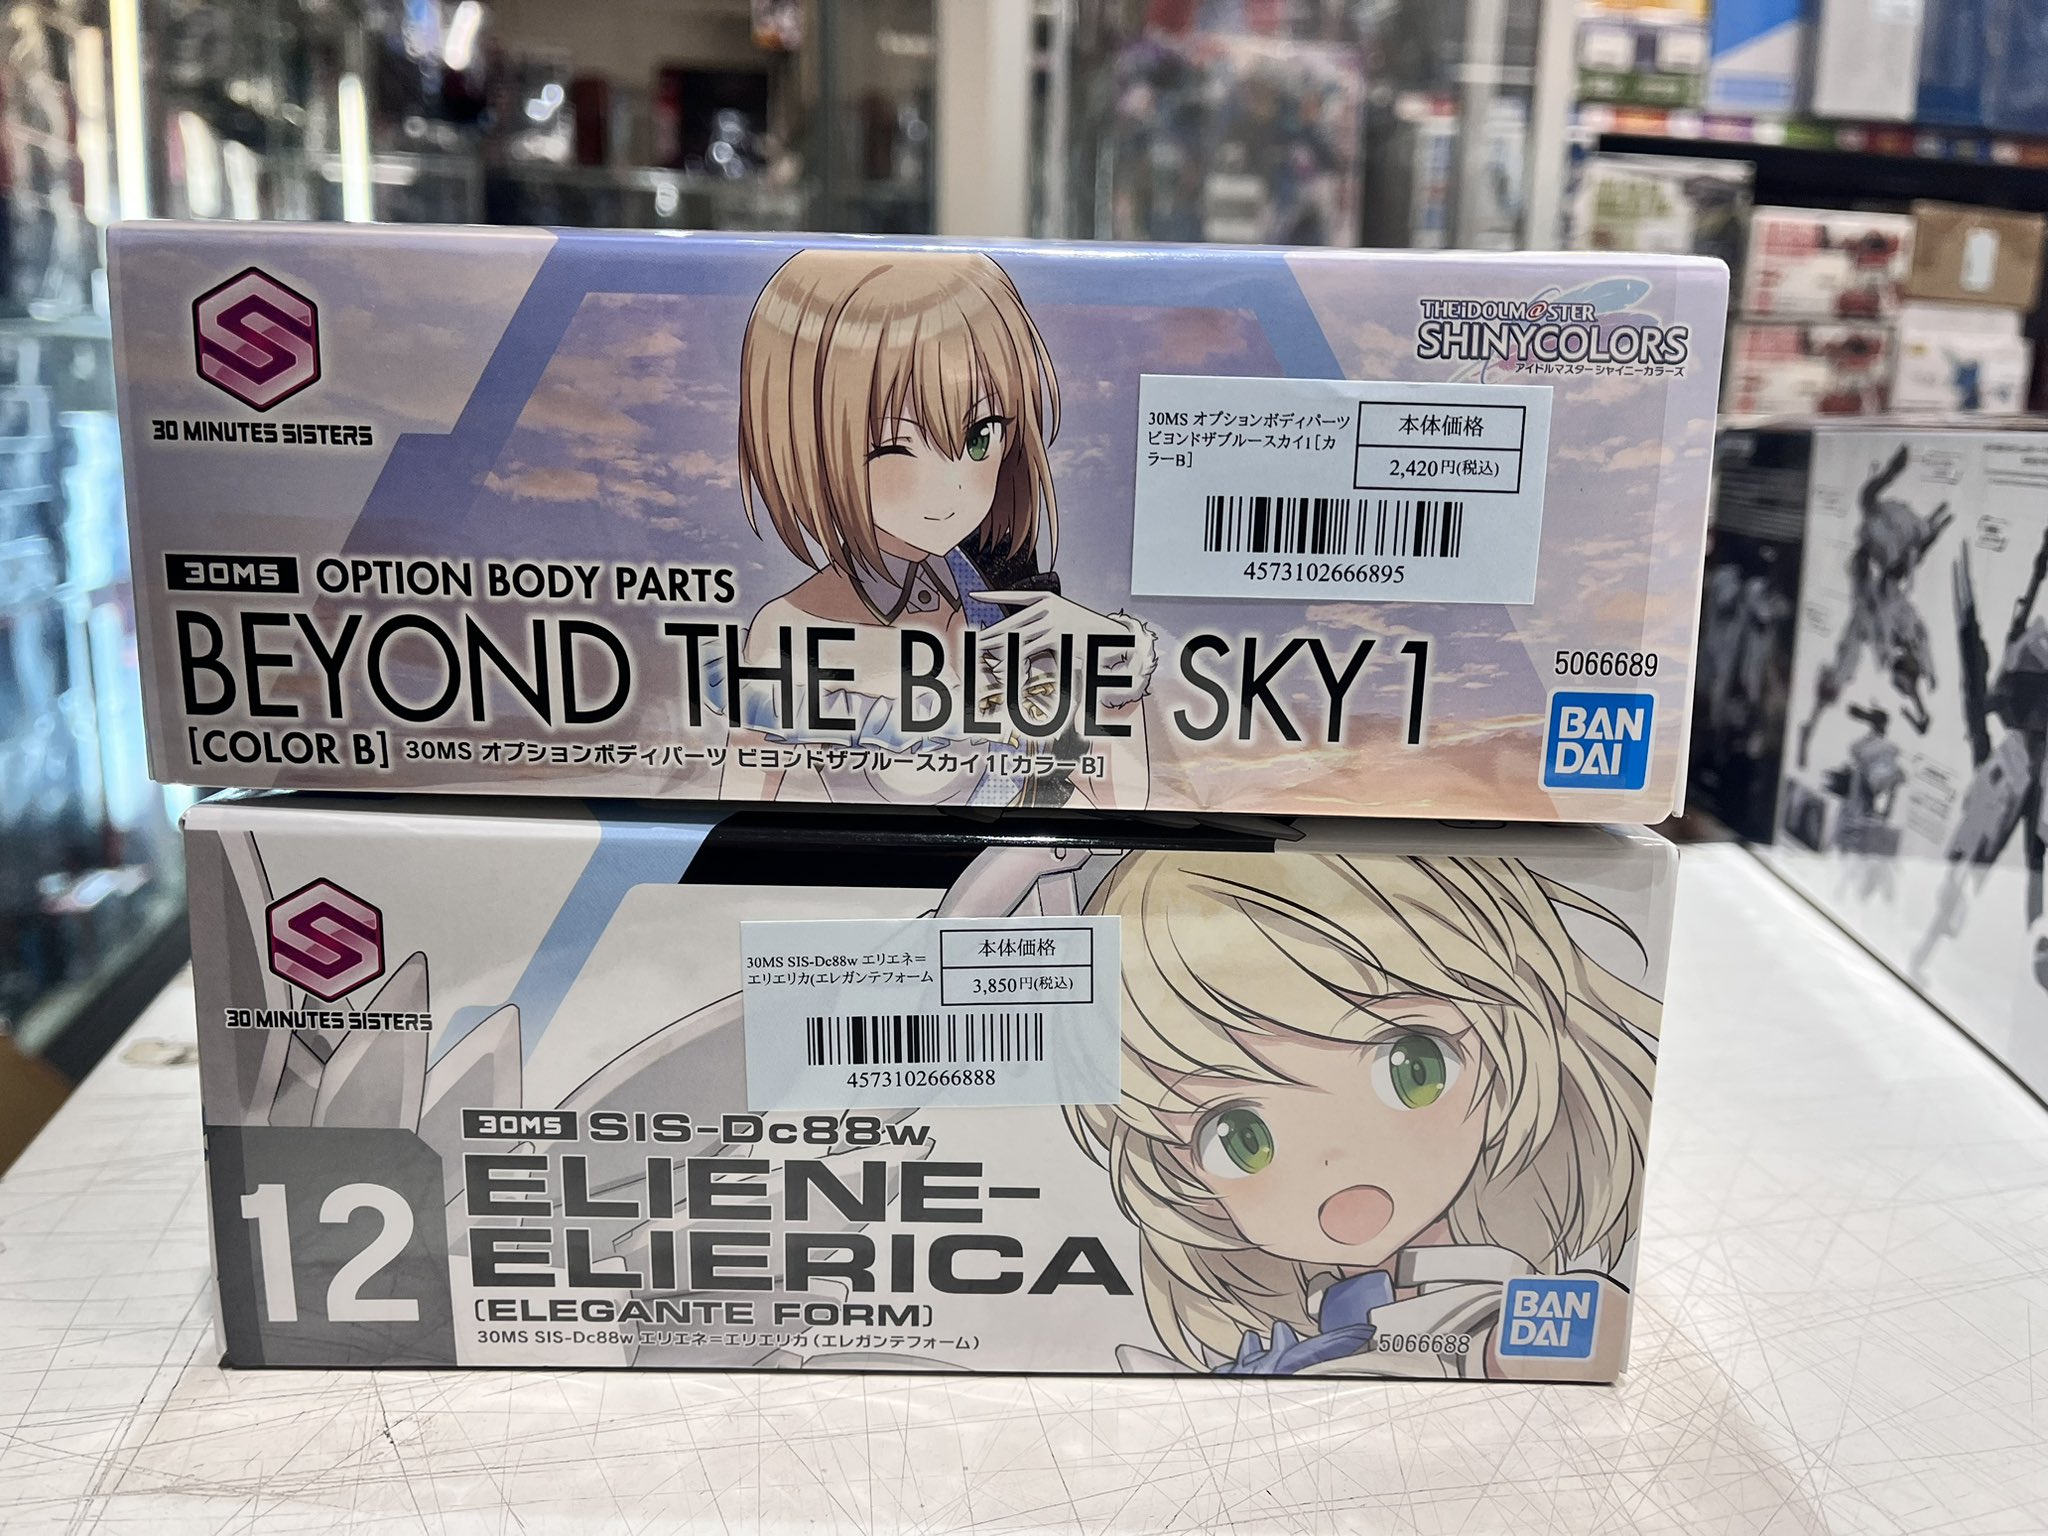 30 MINUTES SISTERS
THE iDOLM@STER
SHINYCOLORS
アイドルマスター シャイニーカラーズ
30MS オプションボディパーツ
ビヨンドザブルースカイ1[カ
ラーB]
本体価格
2,420円(税込)
4573102666895
30MS OPTION BODY PARTS
BEYOND THE BLUE SKY 1
[COLOR B] 30MS オプションボディパーツ ビヨンドザブルースカイ 1[カラー B]
5066689
BAN
DAI
30 MINUTES SISTERS
30MS SIS-Dc88w エリエネ=
エリエリカ(エレガンテフォーム
本体価格
3,850円(税込)
4573102666888
12
30MS SIS-Dc88w
ELIENE-
ELIERICA
(ELEGANTE FORM)
30MS SIS-Dc88w エリエネ=エリエリカ(エレガンテフォーム)
5066688
BAN
DAI